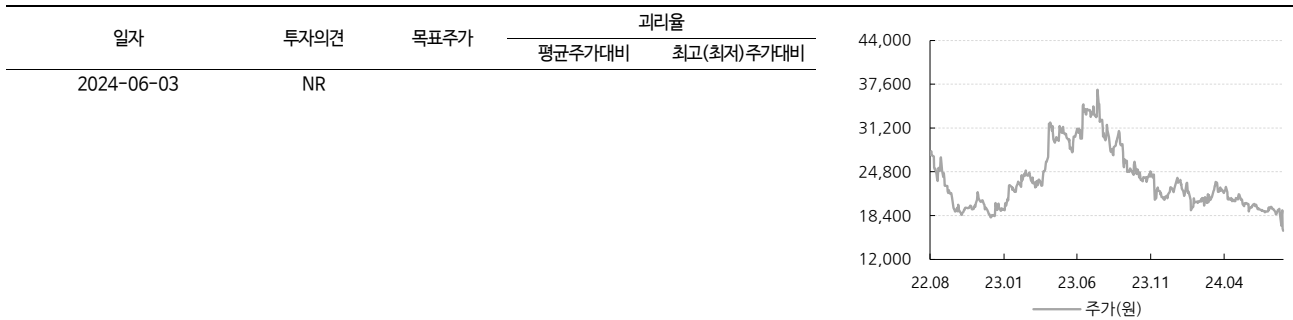 일자 투자의견 목표주가 괴리율
평균주가대비 최고(최저)주가대비
2024-06-03 NR
44,000
37,600
31,200
24,800
18,400
12,000
22.08 23.01 23.06 23.11 24.04
주가(원)